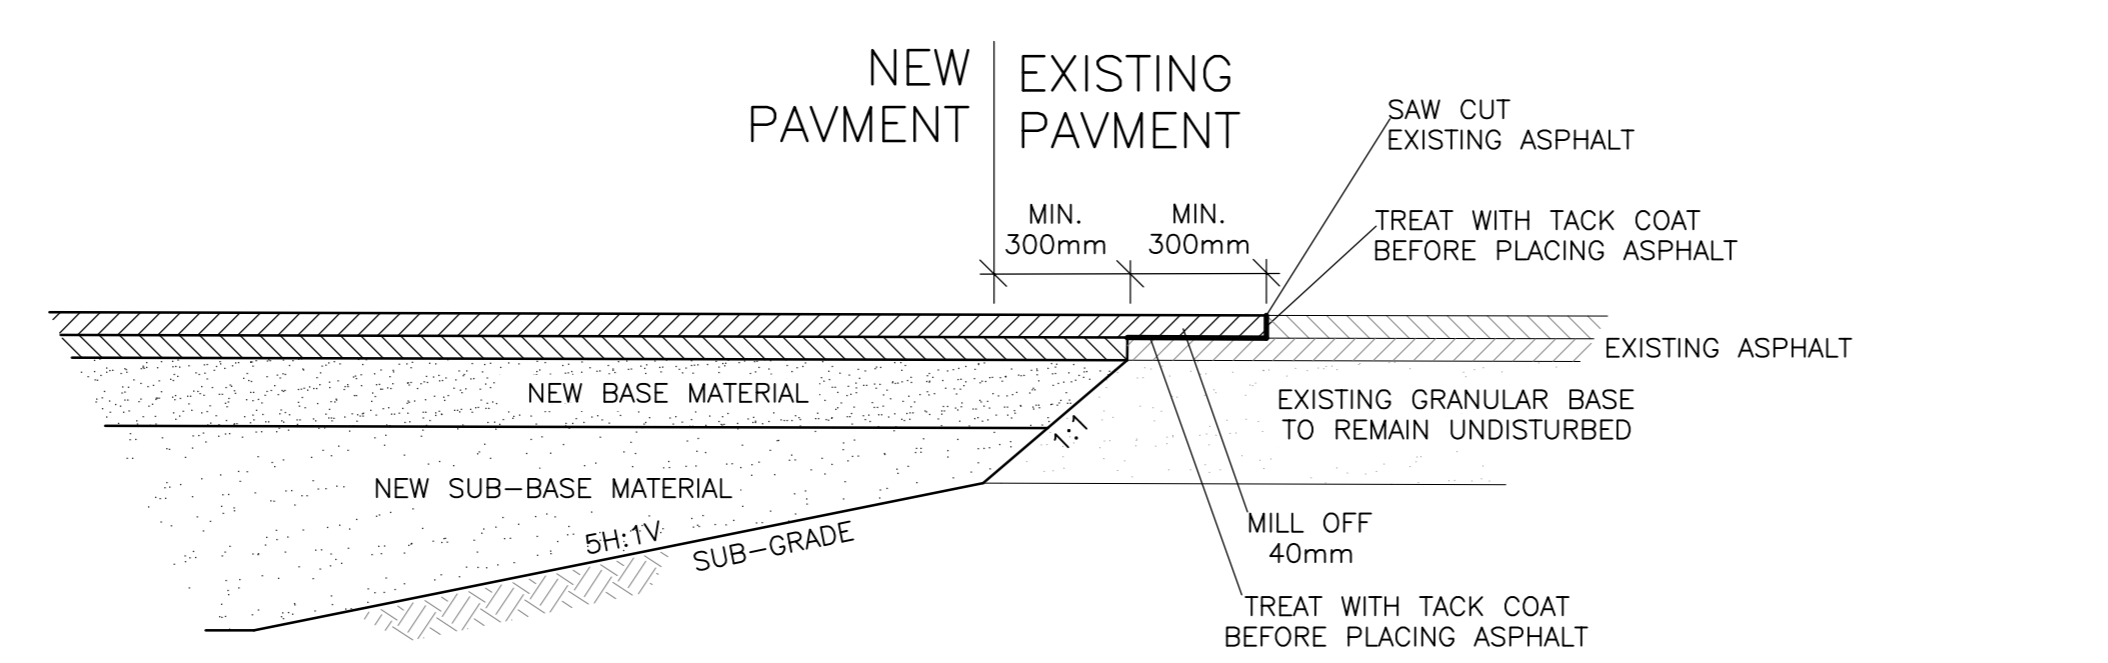 NEW
PAVMENT
EXISTING
PAVMENT
SAW CUT
EXISTING ASPHALT
MIN.
300mm
MIN.
300mm
TREAT WITH TACK COAT
BEFORE PLACING ASPHALT
EXISTING ASPHALT
NEW BASE MATERIAL
EXISTING GRANULAR BASE
TO REMAIN UNDISTURBED
1:1
NEW SUB-BASE MATERIAL
5H:1V
SUB-GRADE
MILL OFF
40mm
TREAT WITH TACK COAT
BEFORE PLACING ASPHALT